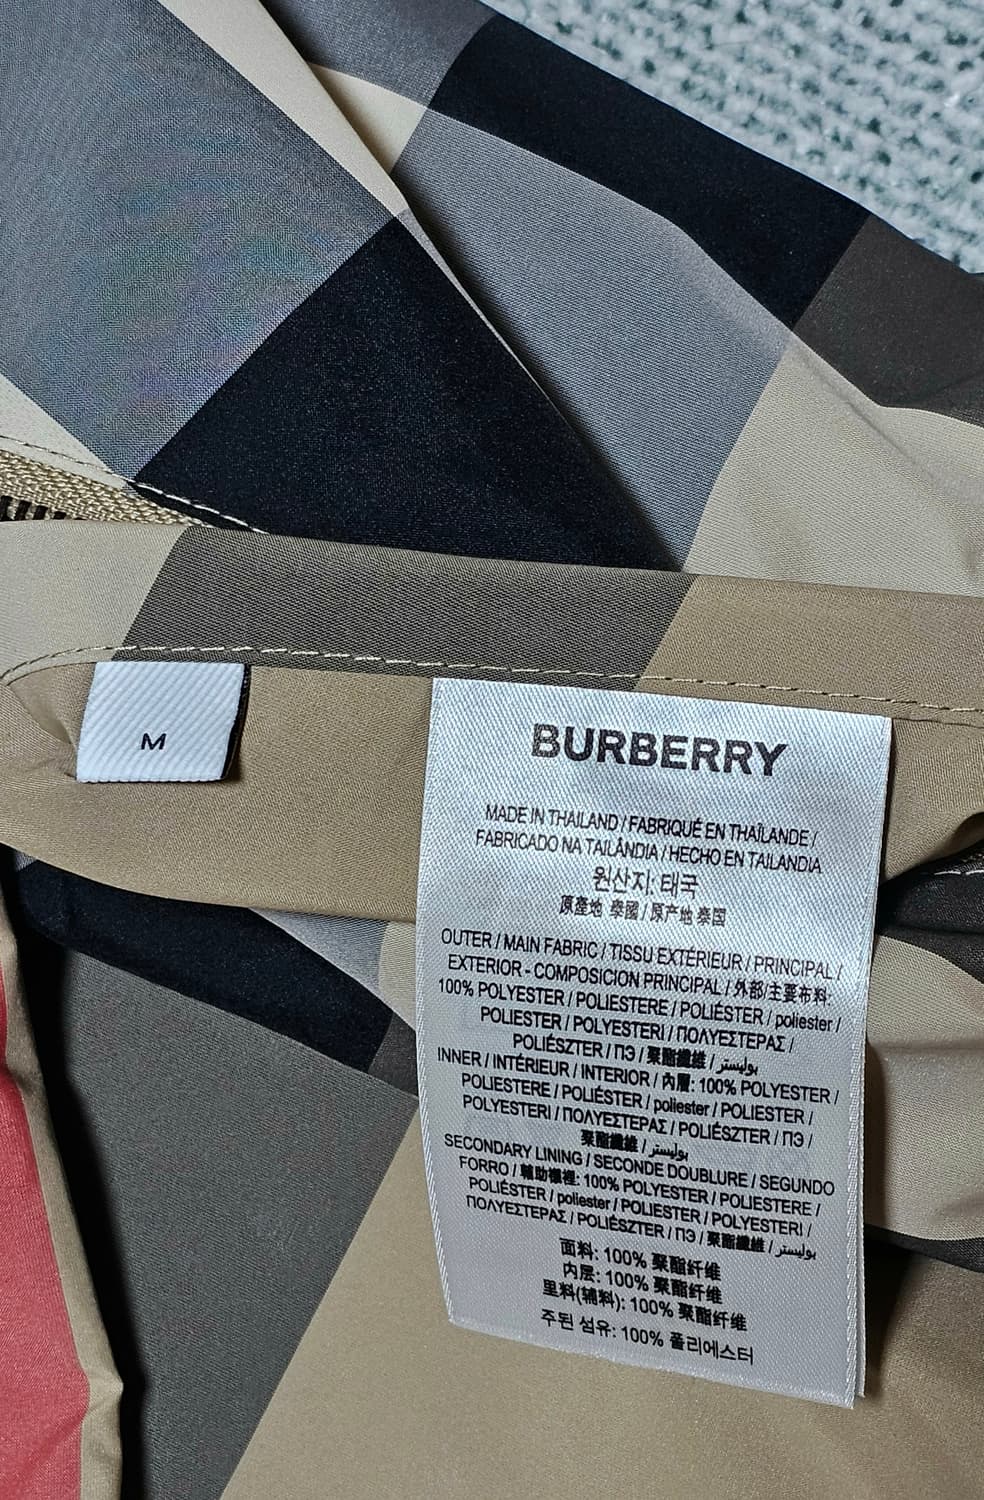 M
BURBERRY
MADE IN THAILAND / FABRIQUÉ EN THAÏLANDE /
FABRICADO NA TAILÂNDIA / HECHO EN TAILANDIA
원산지: 태국
原產地 泰國 / 原产地 泰国
OUTER / MAIN FABRIC / TISSU EXTÉRIEUR / PRINCIPAL /
EXTERIOR - COMPOSICION PRINCIPAL / 外部/主要布料:
100% POLYESTER / POLIESTERE / POLIÉSTER / poliester /
POLIESTER / POLYESTERI / ΠΟΛΥΕΣΤΕΡΑΣ /
POLIÉSZTER / ПЭ / 聚酯纖維 / بوليستر
INNER / INTÉRIEUR / INTERIOR / 內層: 100% POLYESTER /
POLIESTERE / POLIÉSTER / poliester / POLIESTER /
POLYESTERI / ΠΟΛΥΕΣΤΕΡΑΣ / POLIÉSZTER / ПЭ /
聚酯纖維 / بوليستر
SECONDARY LINING / SECONDE DOUBLURE / SEGUNDO
FORRO / 輔助襯裡: 100% POLYESTER / POLIESTERE /
POLIÉSTER / poliester / POLIESTER / POLYESTERI /
ΠΟΛΥΕΣΤΕΡΑΣ / POLIÉSZTER / ПЭ / 聚酯纖維 / بوليستر
面料: 100% 聚酯纤维
内层: 100% 聚酯纤维
里料(辅料): 100% 聚酯纤维
주된 섬유: 100% 폴리에스터